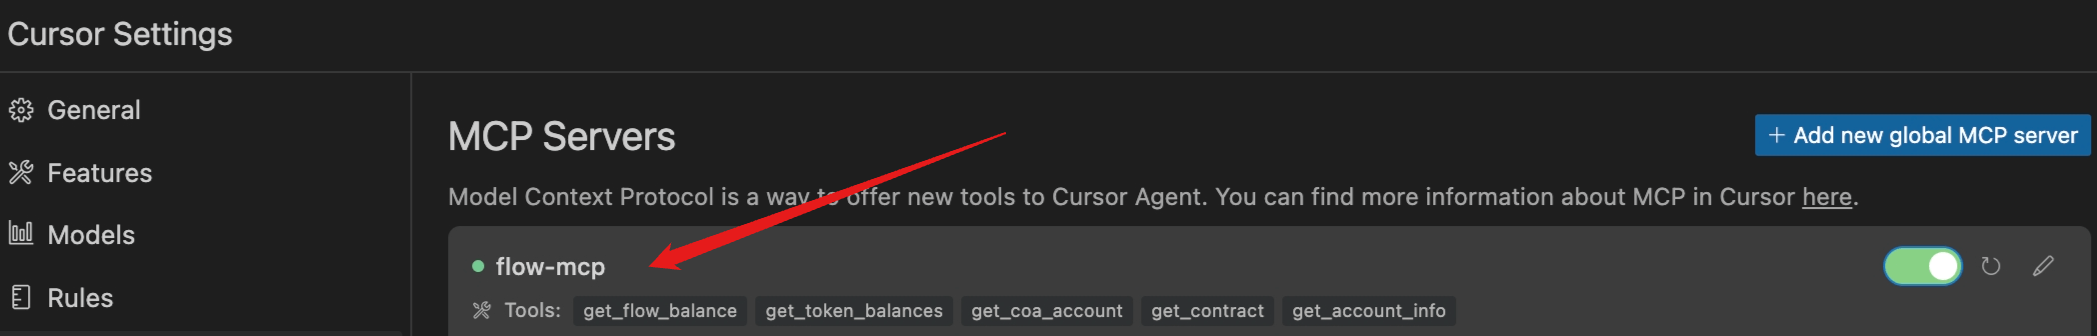 Cursor Settings
General
Features
Models
Rules
MCP Servers
+ Add new global MCP server
Model Context Protocol is a way to offer new tools to Cursor Agent. You can find more information about MCP in Cursor here.
flow-mcp
Tools: get_flow_balance get_token_balances get_coa_account get_contract get_account_info